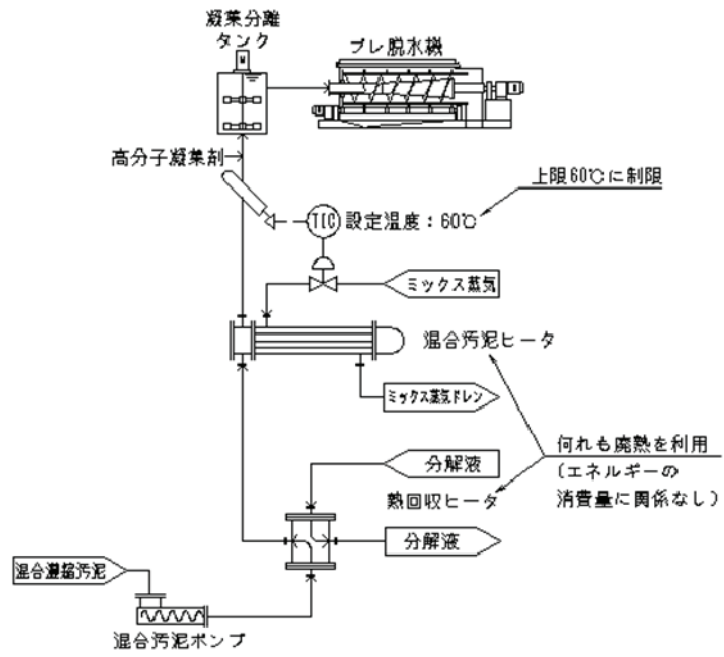 凝集分離
タンク
プレ脱水機
M
高分子凝集剤
上限60℃に制限
TIC
設定温度：60℃
ミックス蒸気
混合汚泥ヒータ
ミックス蒸気ドレン
何れも廃熱を利用
（エネルギーの
消費量に関係なし）
分解液
熱回収ヒータ
分解液
混合濃縮汚泥
混合汚泥ポンプ